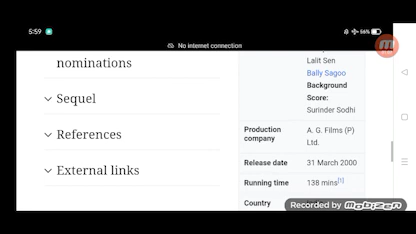 5:59
56%
No internet connection
nominations
Sequel
References
External links
Lalit Sen
Bally Sagoo
Background
Score:
Surinder Sodhi
Production
company
A. G. Films (P)
Ltd.
Release date
31 March 2000
Running time
138 mins[1]
Country
Recorded by mobizen